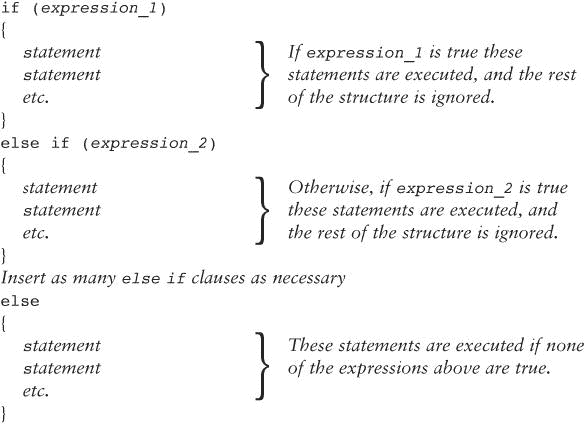 if (expression_1)
{
statement
statement
etc.
If expression_1 is true these
statements are executed, and the rest
of the structure is ignored.
}
else if (expression_2)
{
statement
statement
etc.
Otherwise, if expression_2 is true
these statements are executed, and
the rest of the structure is ignored.
}
Insert as many else if clauses as necessary
else
{
statement
statement
etc.
These statements are executed if none
of the expressions above are true.
}